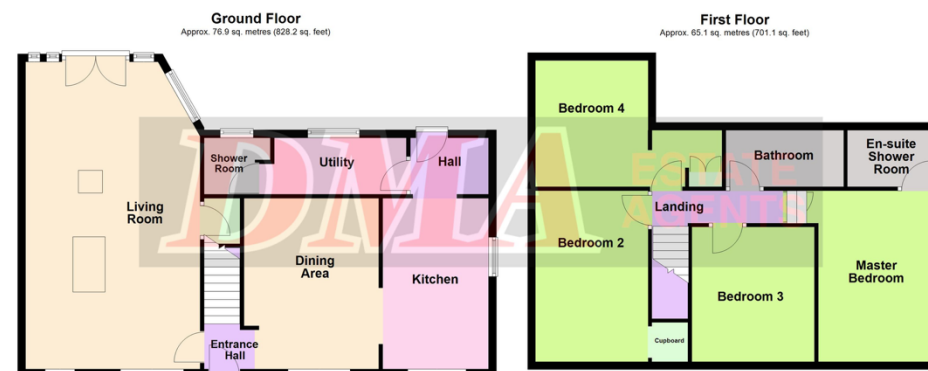 Ground Floor
Approx. 76.9 sq. metres (828.2 sq. feet)
First Floor
Approx. 65.1 sq. metres (701.1 sq. feet)
Shower
Room
Utility
Hall
Living
Room
Dining
Area
Kitchen
Entrance
Hall
Bedroom 4
Bathroom
En-suite
Shower
Room
Landing
Bedroom 2
Bedroom 3
Master
Bedroom
Cupboard
DMA
ESTATE
AGENTS